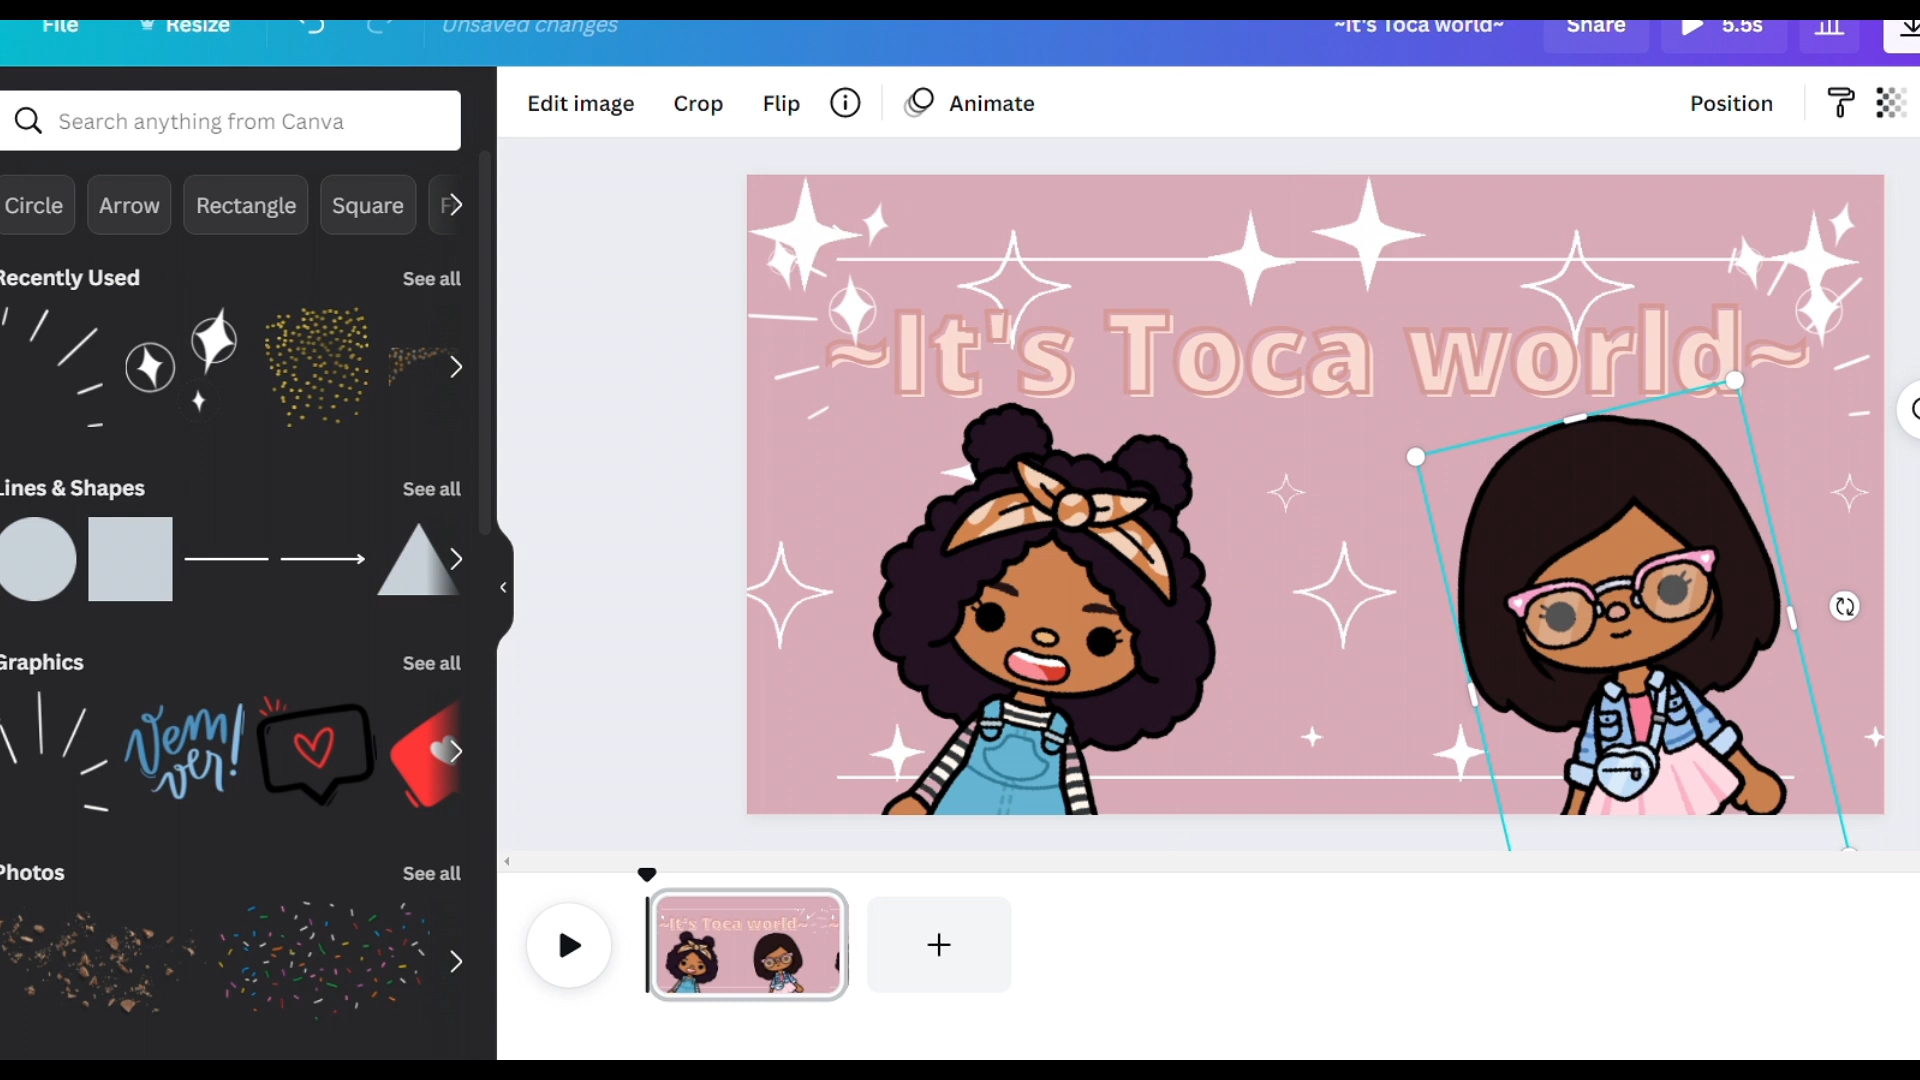 File
Resize
Unsaved changes
~It's Toca world~
Share
5.5s
Search anything from Canva
Edit image
Crop
Flip
Animate
Position
Circle
Arrow
Rectangle
Square
Recently Used
See all
~It's Toca world~
Lines & Shapes
See all
Graphics
See all
Vem
ver!
Photos
See all
~It's Toca world~